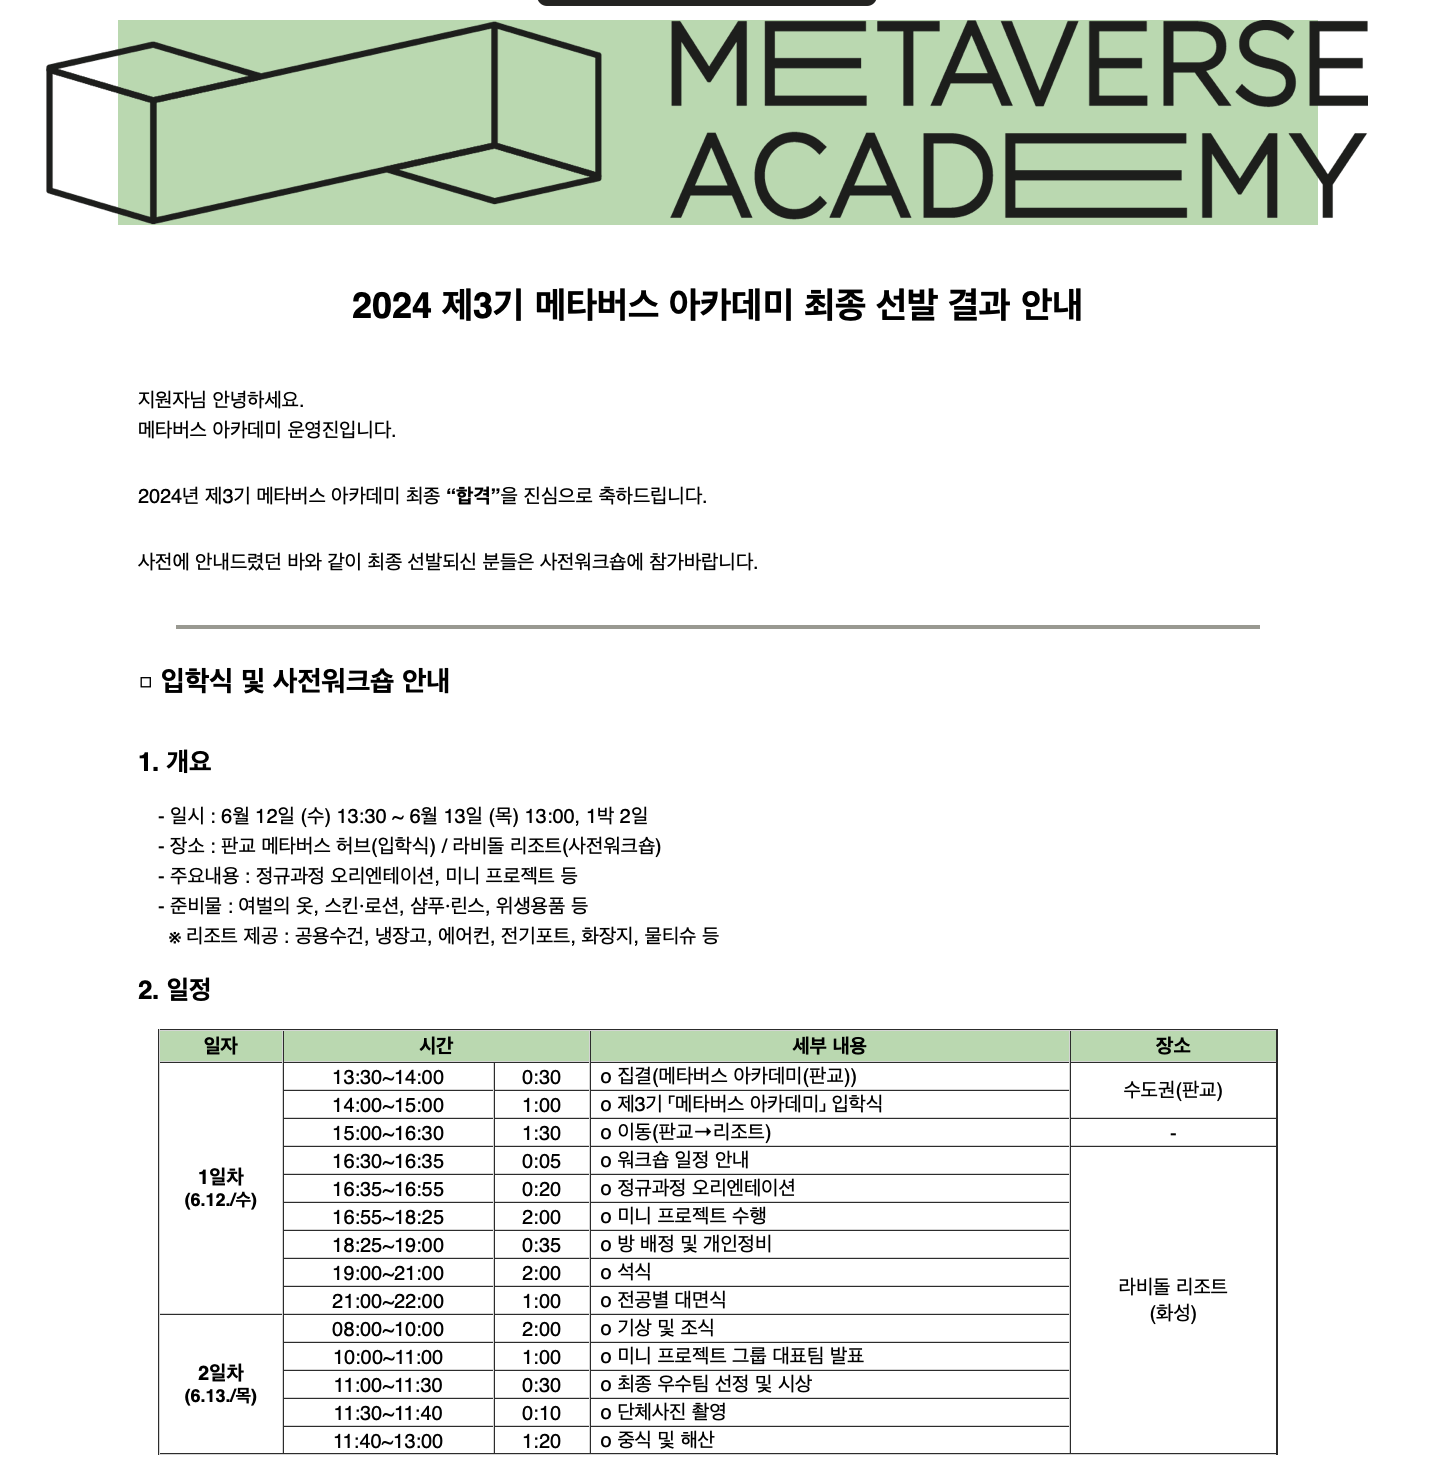 METAVERSE
ACADEMY
2024 제3기 메타버스 아카데미 최종 선발 결과 안내
지원자님 안녕하세요.
메타버스 아카데미 운영진입니다.
2024년 제3기 메타버스 아카데미 최종 “합격”을 진심으로 축하드립니다.
사전에 안내드렸던 바와 같이 최종 선발되신 분들은 사전워크숍에 참가바랍니다.
▫ 입학식 및 사전워크숍 안내
1. 개요
- 일시 : 6월 12일 (수) 13:30 ~ 6월 13일 (목) 13:00, 1박 2일
- 장소 : 판교 메타버스 허브(입학식) / 라비돌 리조트(사전워크숍)
- 주요내용 : 정규과정 오리엔테이션, 미니 프로젝트 등
- 준비물 : 여벌의 옷, 스킨·로션, 샴푸·린스, 위생용품 등
※ 리조트 제공 : 공용수건, 냉장고, 에어컨, 전기포트, 화장지, 물티슈 등
2. 일정
일자 시간 세부 내용 장소
1일차
(6.12./수)
13:30~14:00 0:30 o 집결(메타버스 아카데미(판교))
수도권(판교)
14:00~15:00 1:00 o 제3기 「메타버스 아카데미」 입학식
15:00~16:30 1:30 o 이동(판교→리조트) -
16:30~16:35 0:05 o 워크숍 일정 안내
16:35~16:55 0:20 o 정규과정 오리엔테이션
16:55~18:25 2:00 o 미니 프로젝트 수행
18:25~19:00 0:35 o 방 배정 및 개인정비
19:00~21:00 2:00 o 석식
21:00~22:00 1:00 o 전공별 대면식
라비돌 리조트
(화성)
2일차
(6.13./목)
08:00~10:00 2:00 o 기상 및 조식
10:00~11:00 1:00 o 미니 프로젝트 그룹 대표팀 발표
11:00~11:30 0:30 o 최종 우수팀 선정 및 시상
11:30~11:40 0:10 o 단체사진 촬영
11:40~13:00 1:20 o 중식 및 해산